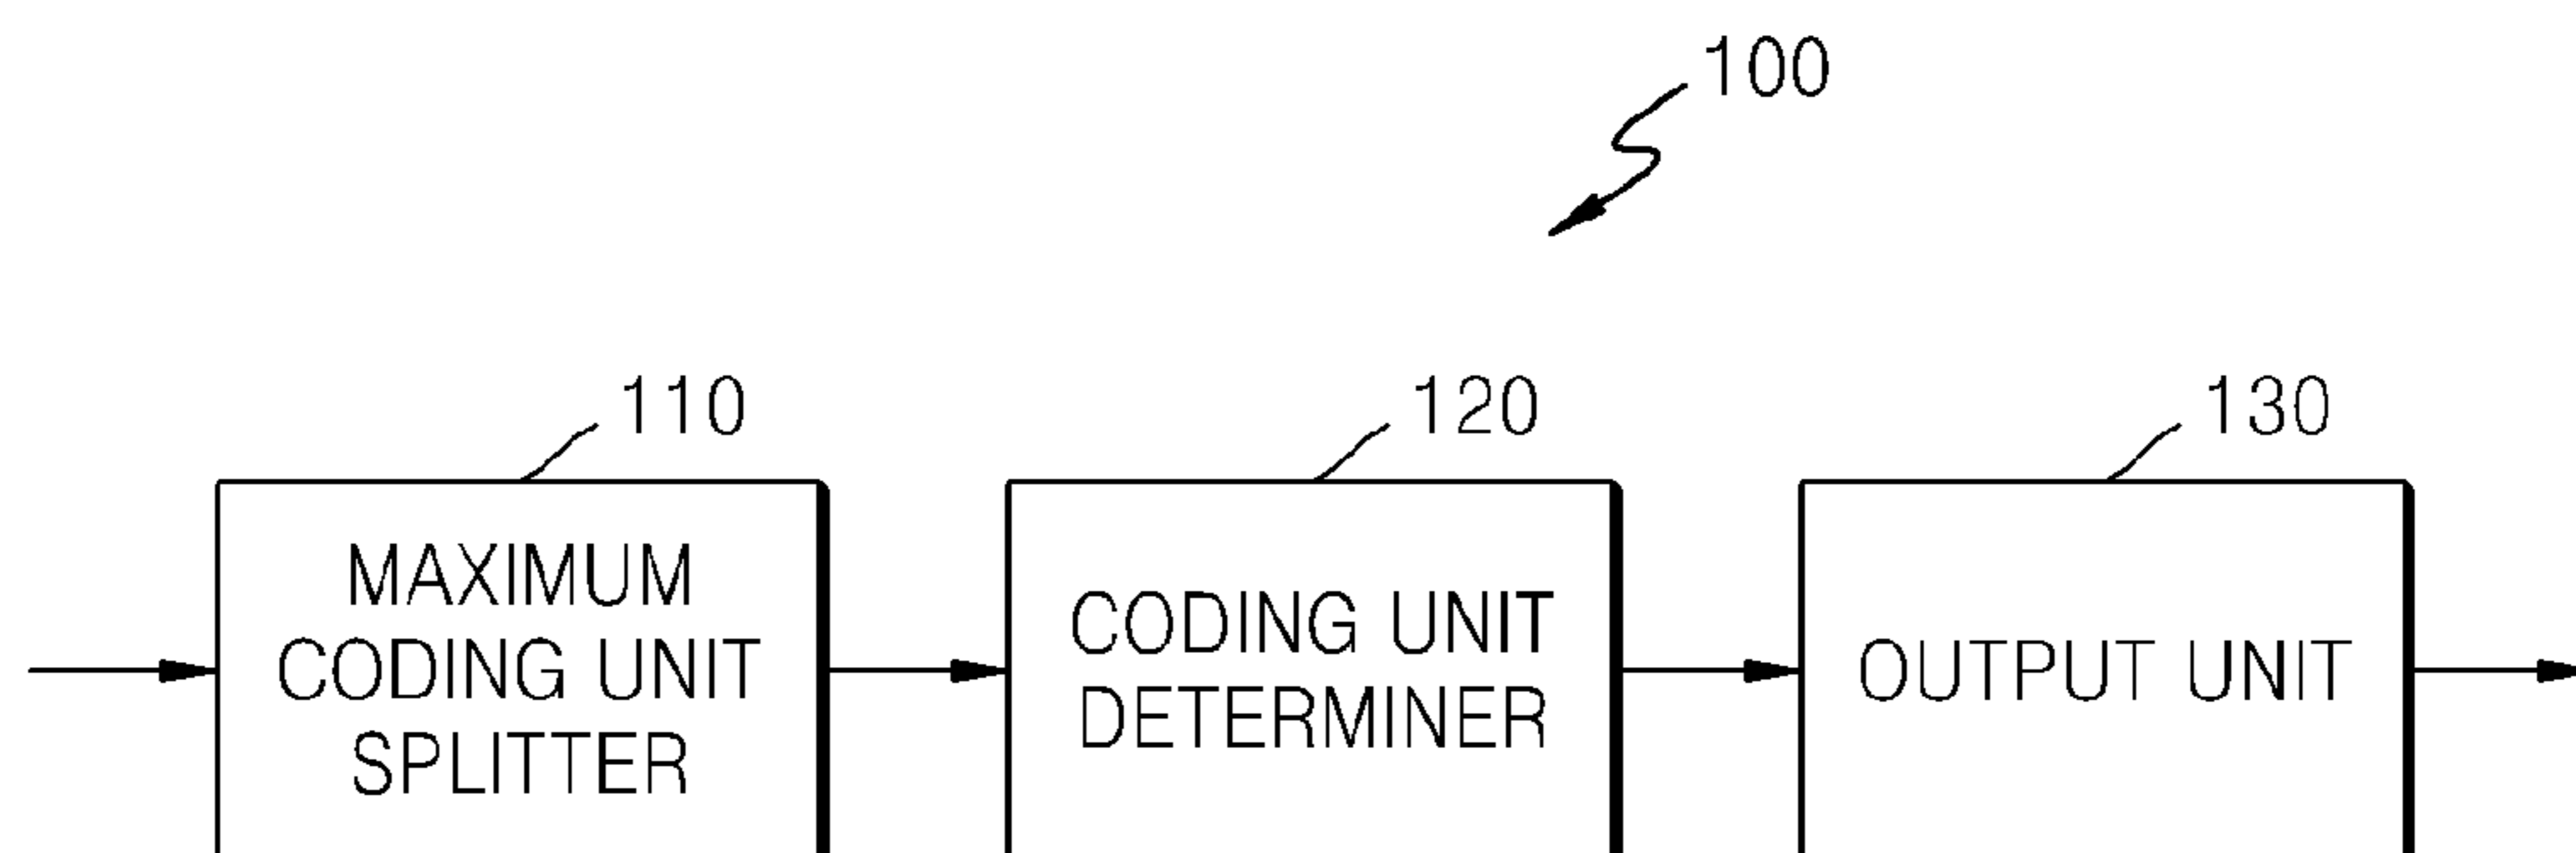 100
110
120
130
MAXIMUM
CODING UNIT
SPLITTER
CODING UNIT
DETERMINER
OUTPUT UNIT